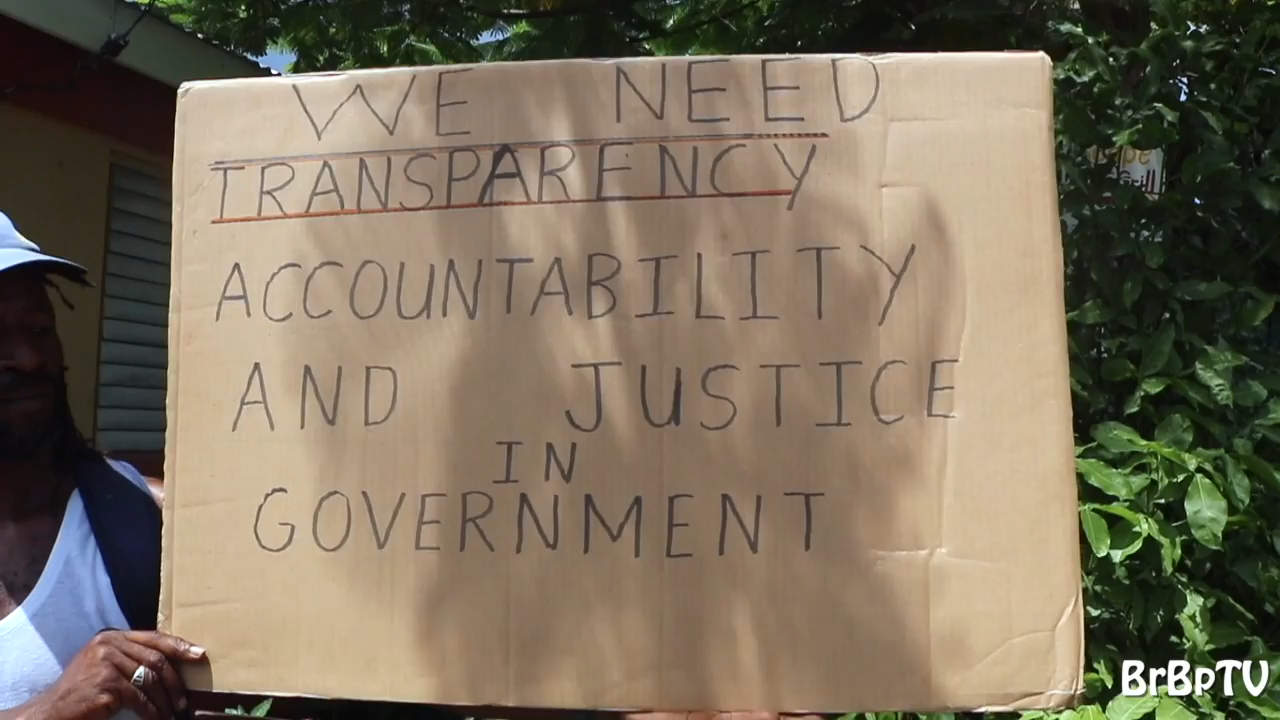 WE NEED
TRANSPARENCY
ACCOUNTABILITY
AND JUSTICE
IN
GOVERNMENT
BrBpTV